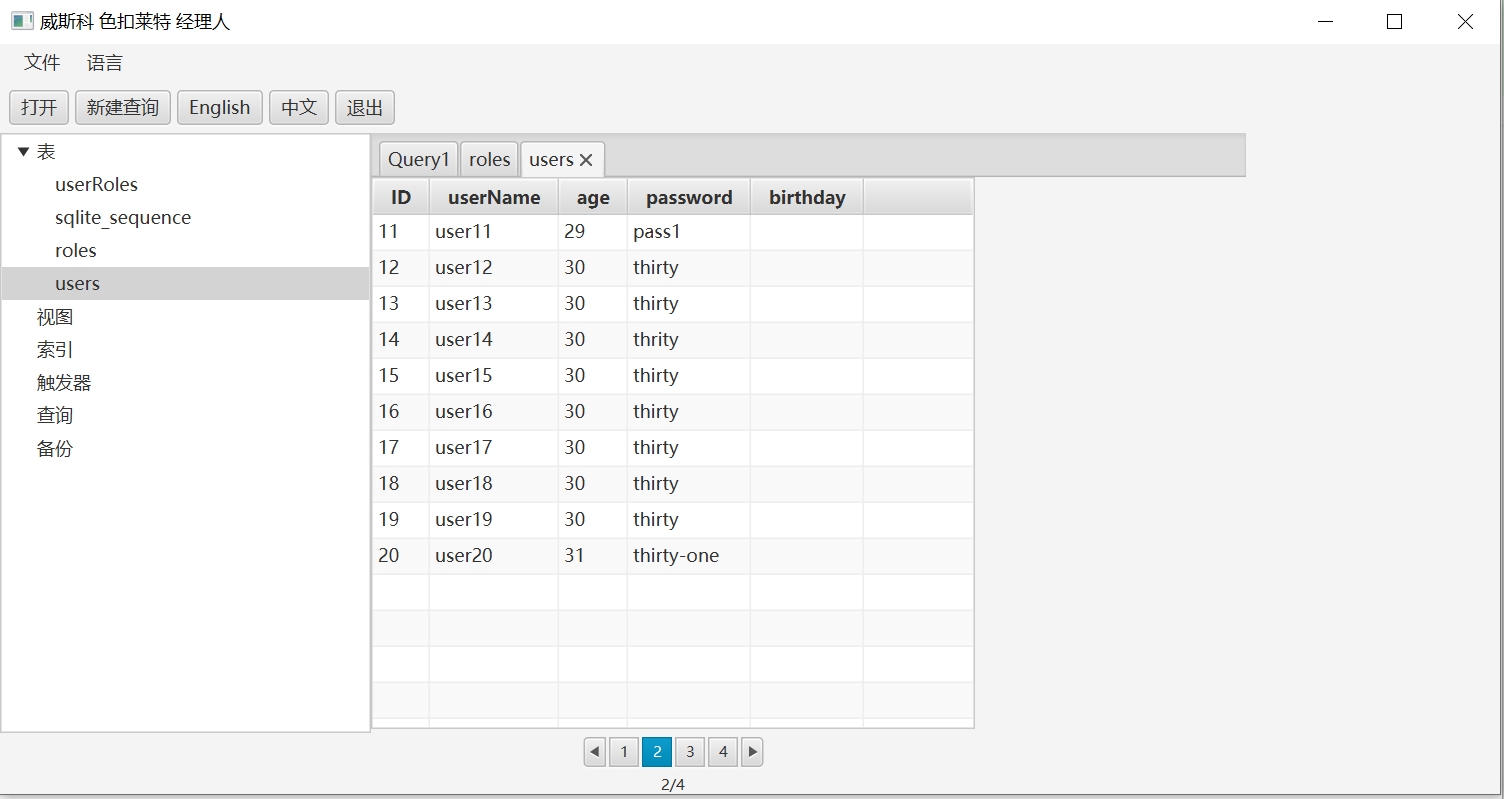 威斯科 色扣莱特 经理人
文件 语言
打开 新建查询 English 中文 退出
表
userRoles
sqlite_sequence
roles
users
视图
索引
触发器
查询
备份
Query1 roles users
ID userName age password birthday
11 user11 29 pass1
12 user12 30 thirty
13 user13 30 thirty
14 user14 30 thrity
15 user15 30 thirty
16 user16 30 thirty
17 user17 30 thirty
18 user18 30 thirty
19 user19 30 thirty
20 user20 31 thirty-one
1 2 3 4
2/4